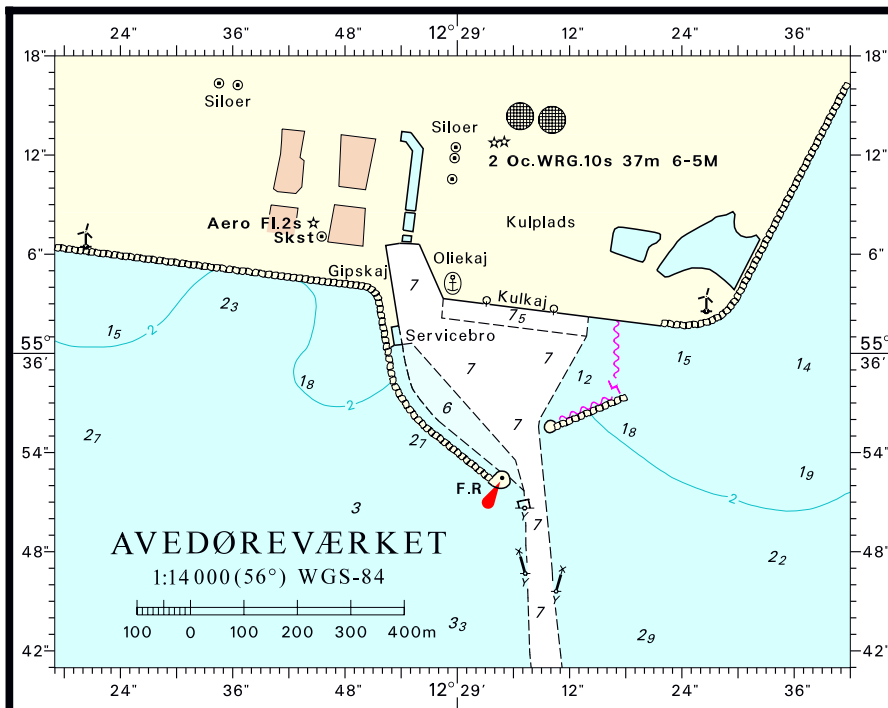 24" 36" 48" 12° 29' 12" 24" 36"
18" 18"
Siloer
Siloer
12" 12"
2 Oc.WRG.10s 37m 6-5M
Aero Fl.2s
Skst
Kulplads
6" 6"
Gipskaj
Oliekaj
7
Kulkaj
2₃
7₅
1₅ 2
Servicebro
7 7
1₅
55° 36' 55° 36'
1₄
1₈
1₂
2
6
7
1₈
2₇
2₇
54" 54"
1₉
F.R
2
3
Y
7
AVEDØREVÆRKET
48" 48"
2₂
1:14 000 (56°) WGS-84
Y Y
100 0 100 200 300 400m
7
3₃
2₉
42" 42"
24" 36" 48" 12° 29' 12" 24" 36"